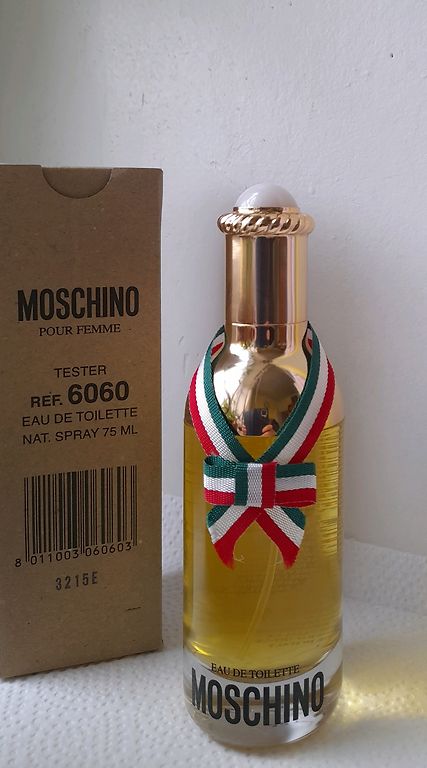 MOSCHINO
POUR FEMME
TESTER
REF. 6060
EAU DE TOILETTE
NAT. SPRAY 75 ML
8 011003 060603
3215E
EAU DE TOILETTE
MOSCHINO